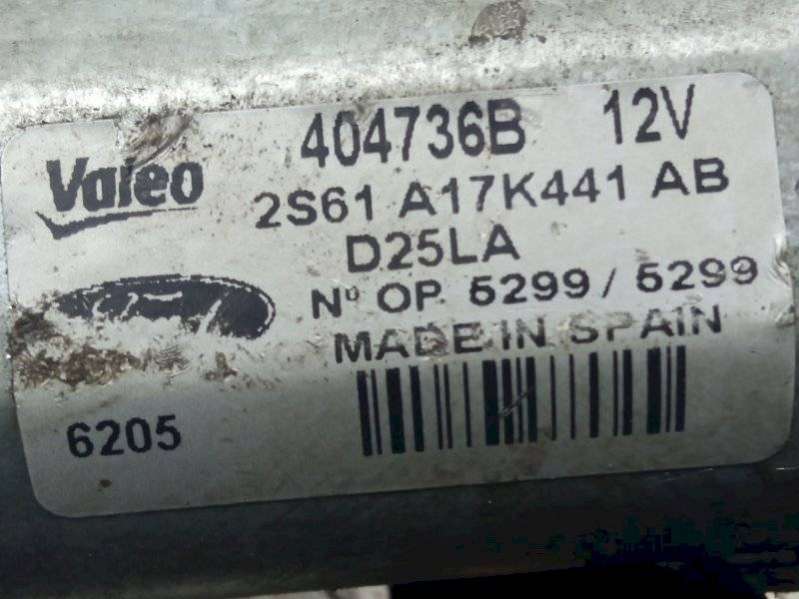 404736B 12V
Valeo
2S61 A17K441 AB
D25LA
Nº OP 5299 / 5299
MADE IN SPAIN
6205